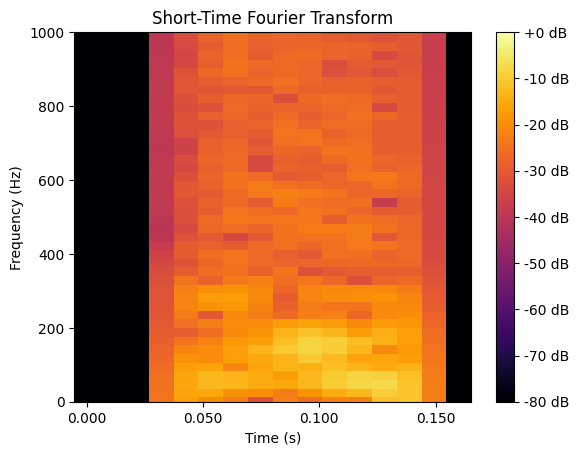 Short-Time Fourier Transform
1000
800
600
400
200
0
Frequency (Hz)
0.000
0.050
0.100
0.150
Time (s)
+0 dB
-10 dB
-20 dB
-30 dB
-40 dB
-50 dB
-60 dB
-70 dB
-80 dB